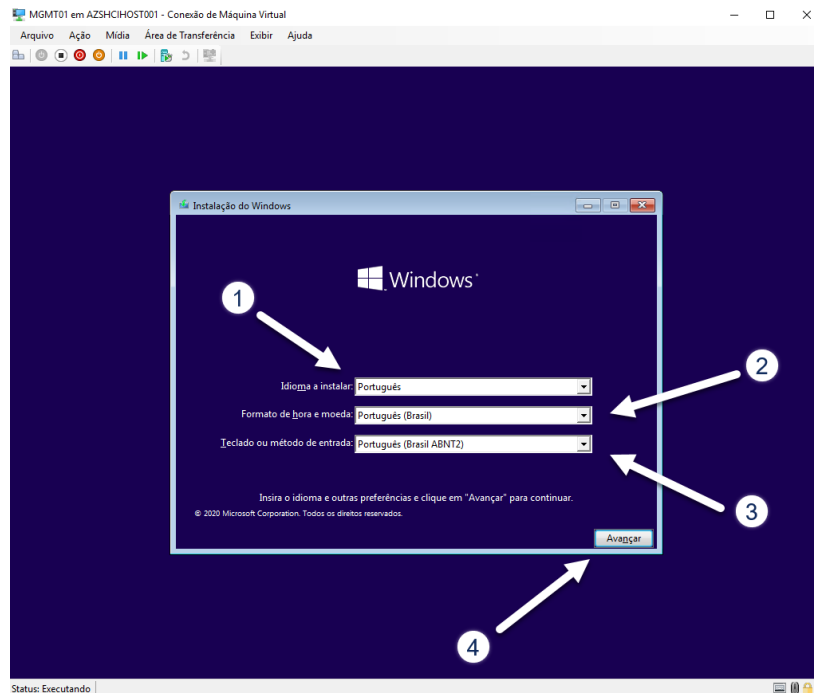 MGMT01 em AZSHCIHOST001 - Conexão de Máquina Virtual
Arquivo Ação Mídia Área de Transferência Exibir Ajuda
Instalação do Windows
Windows
1
2
Idioma a instalar: Português
Formato de hora e moeda: Português (Brasil)
Teclado ou método de entrada: Português (Brasil ABNT2)
3
Insira o idioma e outras preferências e clique em "Avançar" para continuar.
© 2020 Microsoft Corporation. Todos os direitos reservados.
Avançar
4
Status: Executando